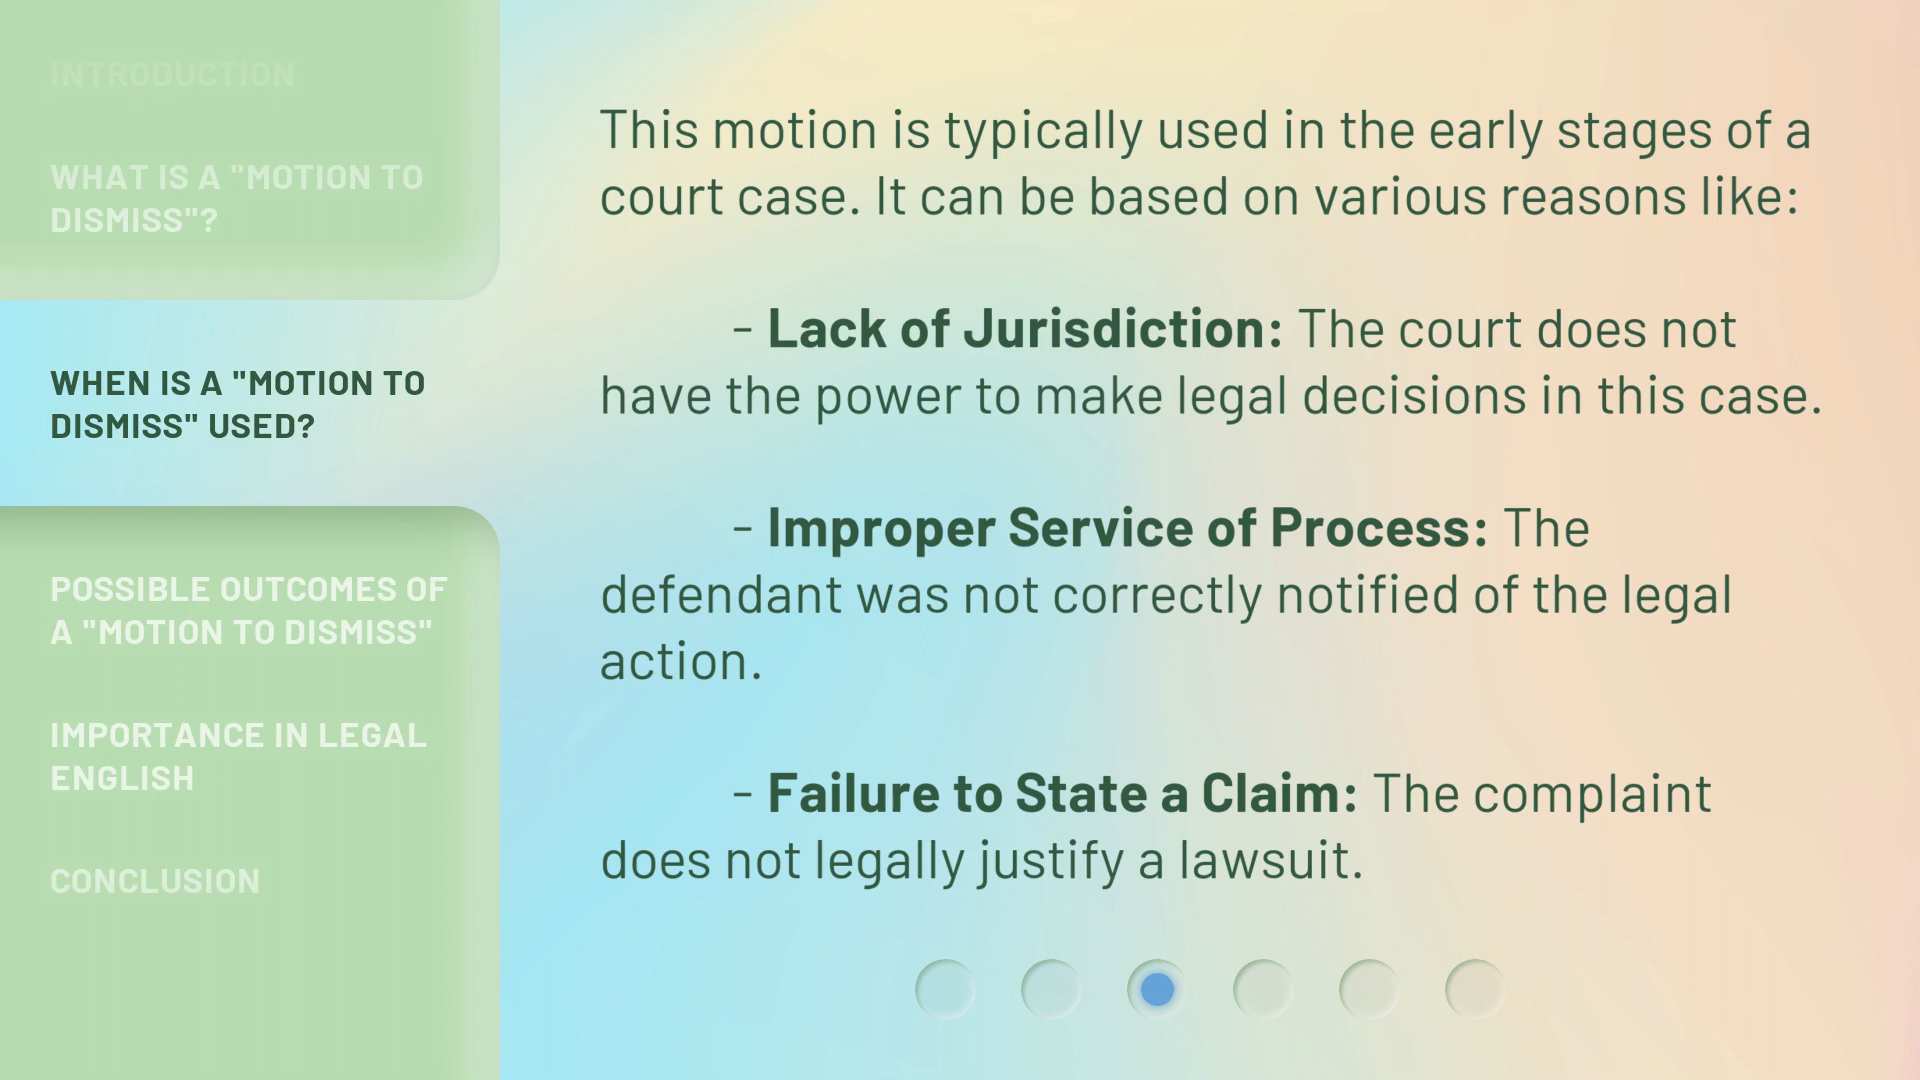 INTRODUCTION
WHAT IS A "MOTION TO
DISMISS"?
WHEN IS A "MOTION TO
DISMISS" USED?
POSSIBLE OUTCOMES OF
A "MOTION TO DISMISS"
IMPORTANCE IN LEGAL
ENGLISH
CONCLUSION
This motion is typically used in the early stages of a
court case. It can be based on various reasons like:
- Lack of Jurisdiction: The court does not
have the power to make legal decisions in this case.
- Improper Service of Process: The
defendant was not correctly notified of the legal
action.
- Failure to State a Claim: The complaint
does not legally justify a lawsuit.